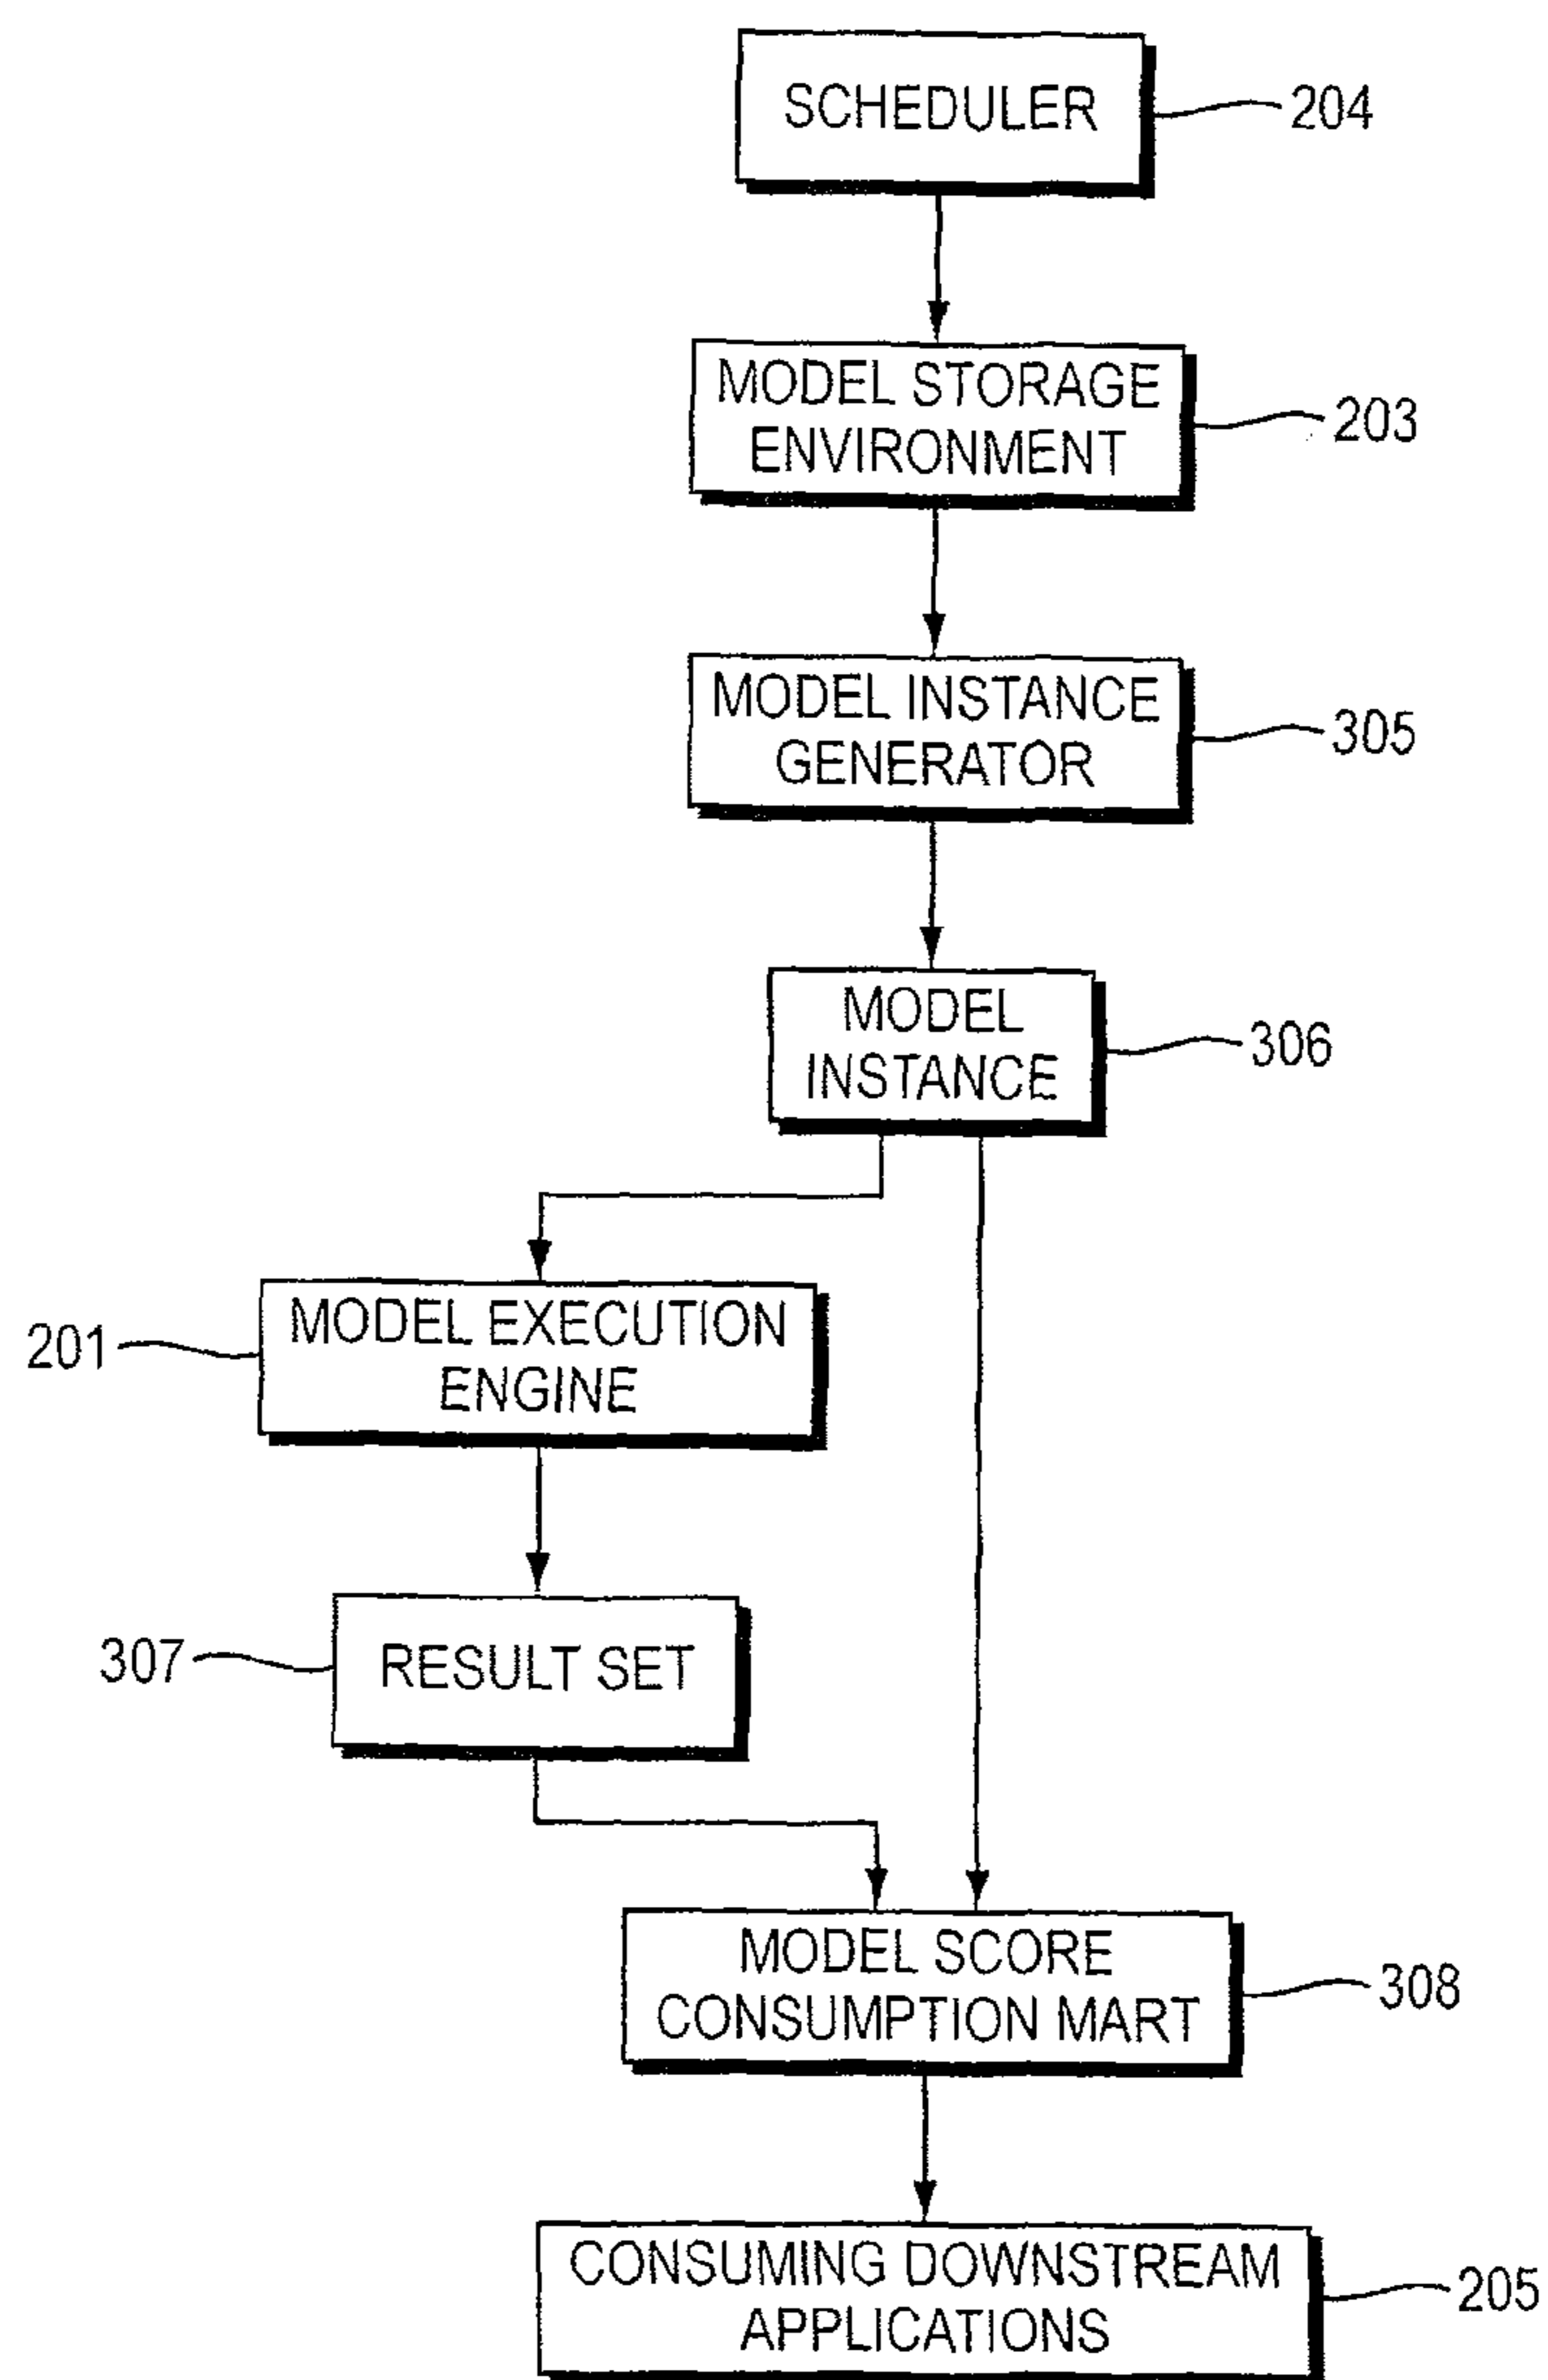 SCHEDULER
204
MODEL STORAGE
ENVIRONMENT
203
MODEL INSTANCE
GENERATOR
305
MODEL
INSTANCE
306
MODEL EXECUTION
ENGINE
201
RESULT SET
307
MODEL SCORE
CONSUMPTION MART
308
CONSUMING DOWNSTREAM
APPLICATIONS
205